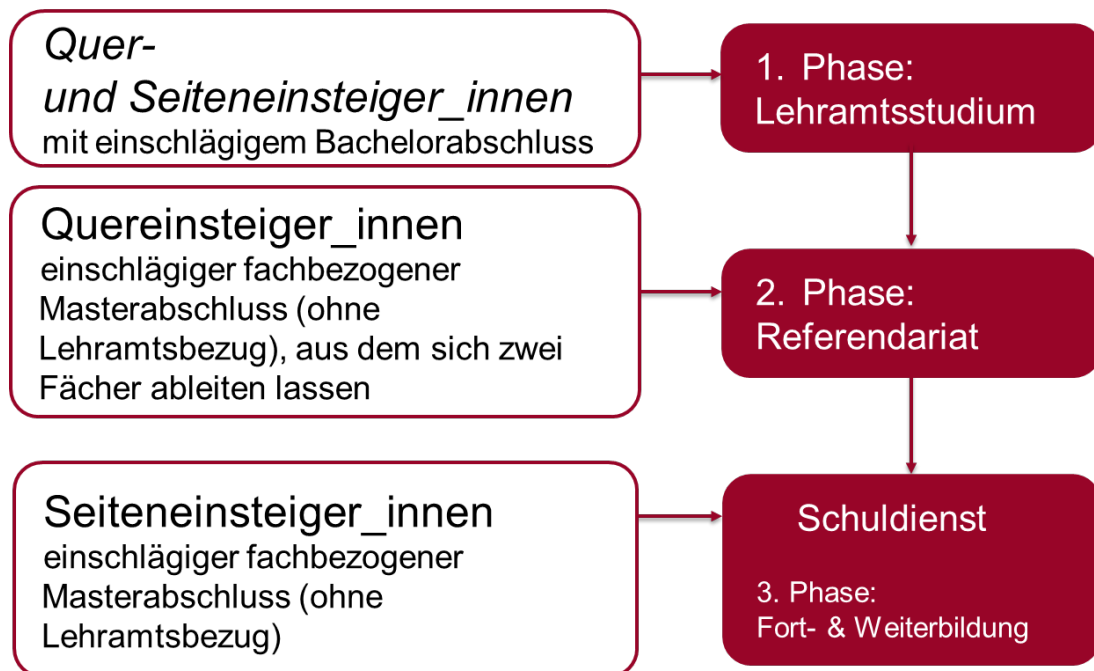 Quer-
und Seiteneinsteiger_innen
mit einschlägigem Bachelorabschluss
1. Phase:
Lehramtsstudium
Quereinsteiger_innen
einschlägiger fachbezogener
Masterabschluss (ohne
Lehramtsbezug), aus dem sich zwei
Fächer ableiten lassen
2. Phase:
Referendariat
Seiteneinsteiger_innen
einschlägiger fachbezogener
Masterabschluss (ohne
Lehramtsbezug)
Schuldienst
3. Phase:
Fort- & Weiterbildung